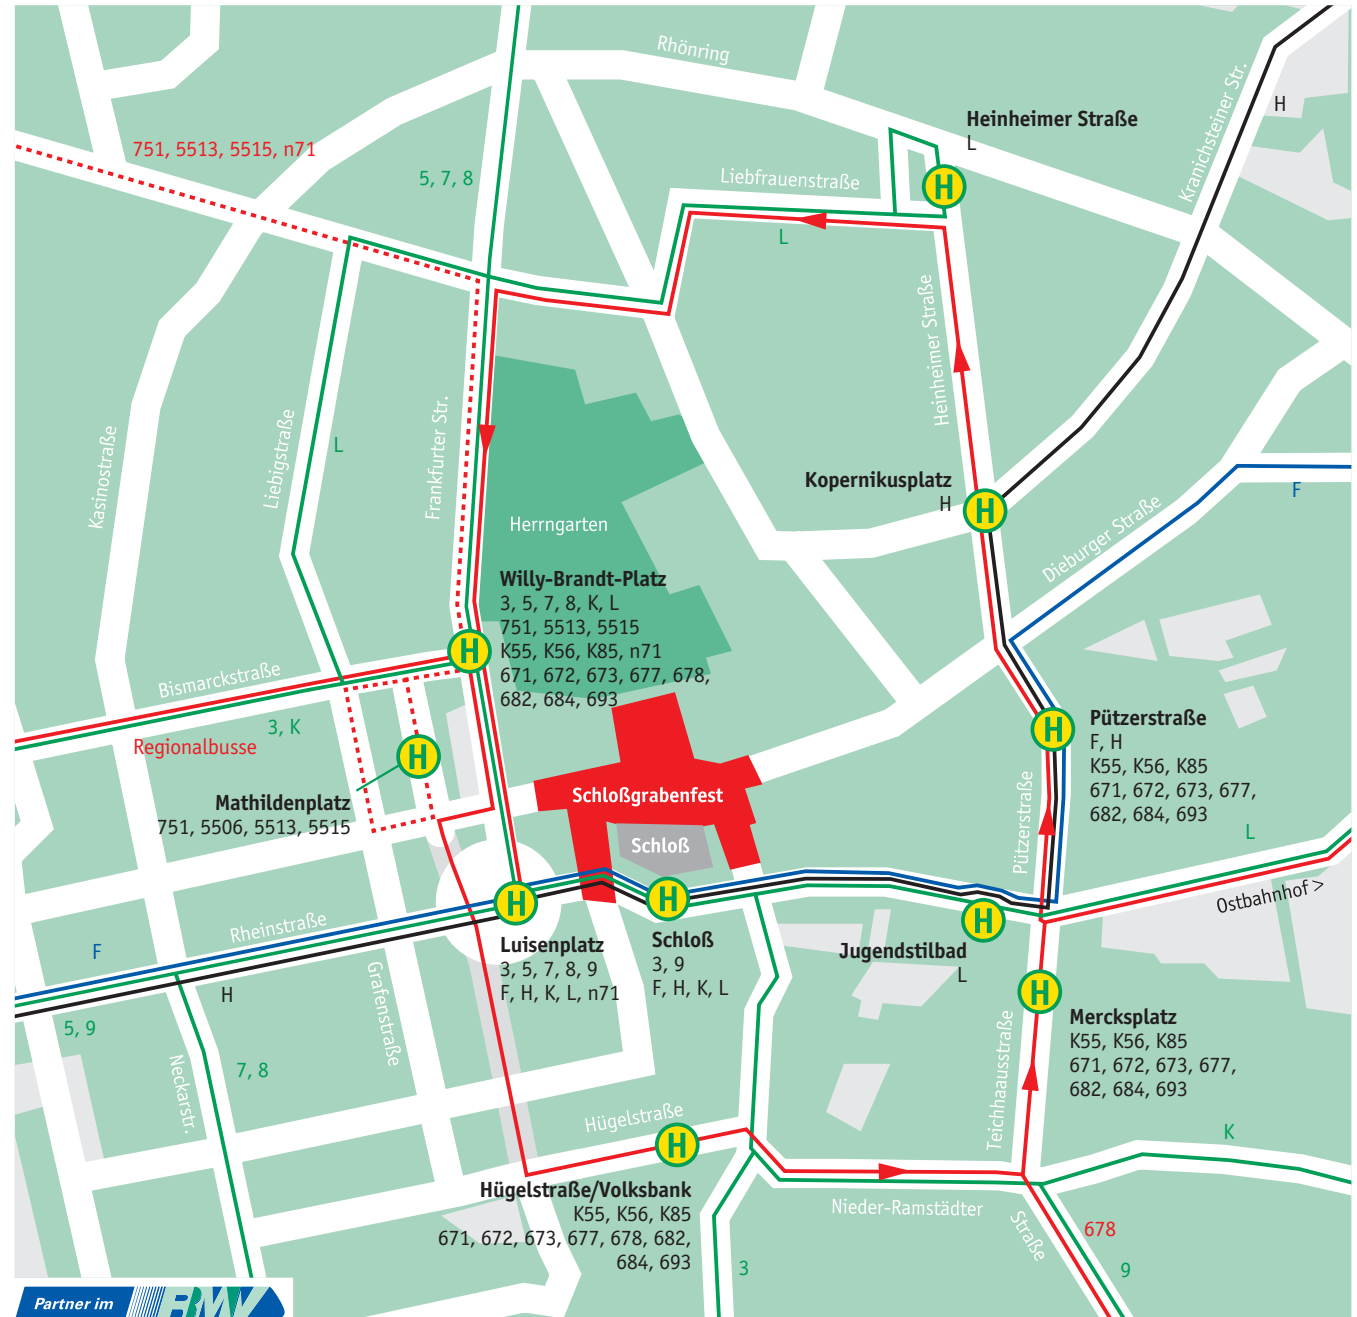 Rhönring
Kranichsteiner Str.
H
Heinheimer Straße
L
751, 5513, 5515, n71
5, 7, 8
Liebfrauenstraße
H
L
Heinheimer Straße
Kasinostraße
Liebigstraße
L
Frankfurter Str.
Herrngarten
Kopernikusplatz
H
H
F
Dieburger Straße
Willy-Brandt-Platz
3, 5, 7, 8, K, L
751, 5513, 5515
K55, K56, K85, n71
671, 672, 673, 677, 678,
682, 684, 693
H
Bismarckstraße
3, K
Regionalbusse
H
Mathildenplatz
751, 5506, 5513, 5515
Schloßgrabenfest
Schloß
H
Pützerstraße
F, H
K55, K56, K85
671, 672, 673, 677,
682, 684, 693
Pützerstraße
L
Ostbahnhof >
Rheinstraße
F
H
5, 9
H
Luisenplatz
3, 5, 7, 8, 9
F, H, K, L, n71
H
Schloß
3, 9
F, H, K, L
H
Jugendstilbad
L
H
Mercksplatz
K55, K56, K85
671, 672, 673, 677,
682, 684, 693
Grafenstraße
Neckarstr.
7, 8
Teichhausstraße
Hügelstraße
H
Hügelstraße/Volksbank
K55, K56, K85
671, 672, 673, 677, 678, 682,
684, 693
K
Nieder-Ramstädter
Straße
678
9
3
Partner im
RMV